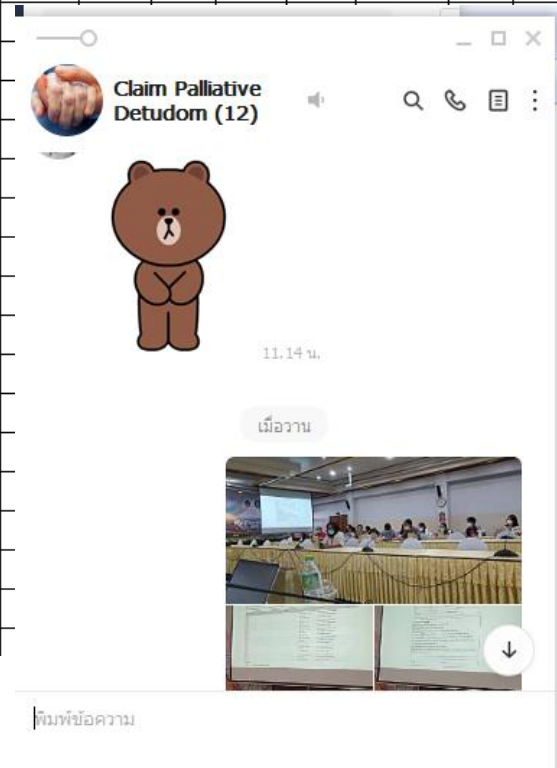 Claim Palliative
Detudom (12)
11.14 น.
เมื่อวาน
พิมพ์ข้อความ